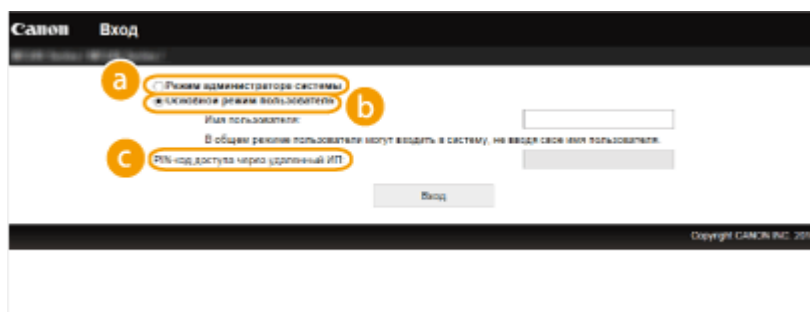 Canon Вход
a Режим администратора системы
Основной режим пользователя b
Имя пользователя:
В общем режиме пользователи могут входить в систему, не вводя свое имя пользователя.
c PIN-код доступа через удаленный ИП:
Вход
Copyright CANON INC. 201